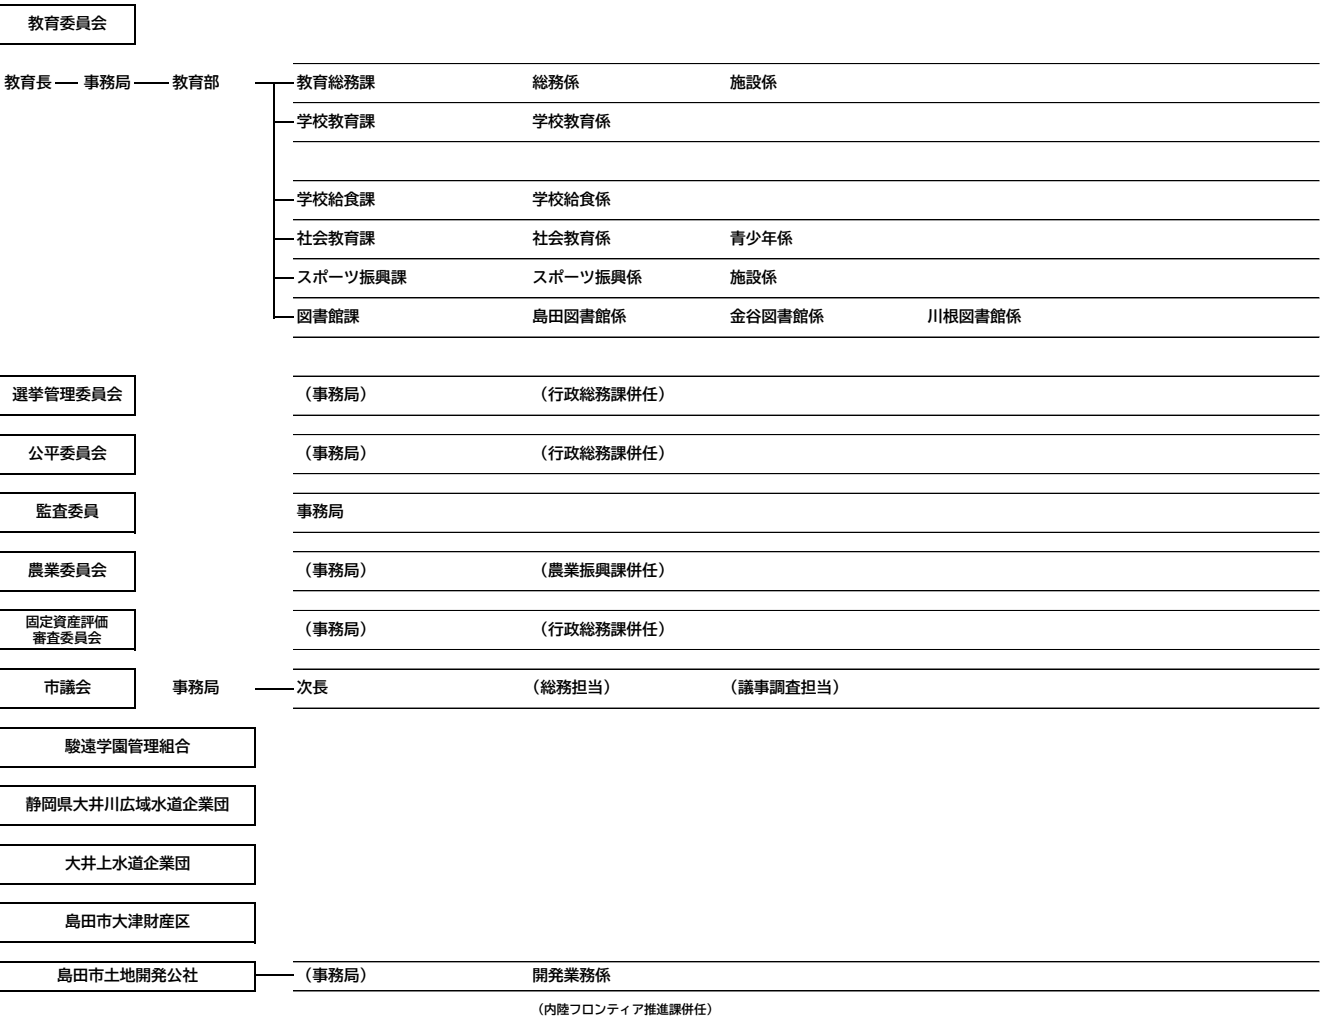 教育委員会
教育長 事務局 教育部 教育総務課 総務係 施設係
学校教育課 学校教育係
学校給食課 学校給食係
社会教育課 社会教育係 青少年係
スポーツ振興課 スポーツ振興係 施設係
図書館課 島田図書館係 金谷図書館係 川根図書館係
選挙管理委員会 （事務局） （行政総務課併任）
公平委員会 （事務局） （行政総務課併任）
監査委員 事務局
農業委員会 （事務局） （農業振興課併任）
固定資産評価
審査委員会 （事務局） （行政総務課併任）
市議会 事務局 次長 （総務担当） （議事調査担当）
駿遠学園管理組合
静岡県大井川広域水道企業団
大井上水道企業団
島田市大津財産区
島田市土地開発公社 （事務局） 開発業務係
（内陸フロンティア推進課併任）